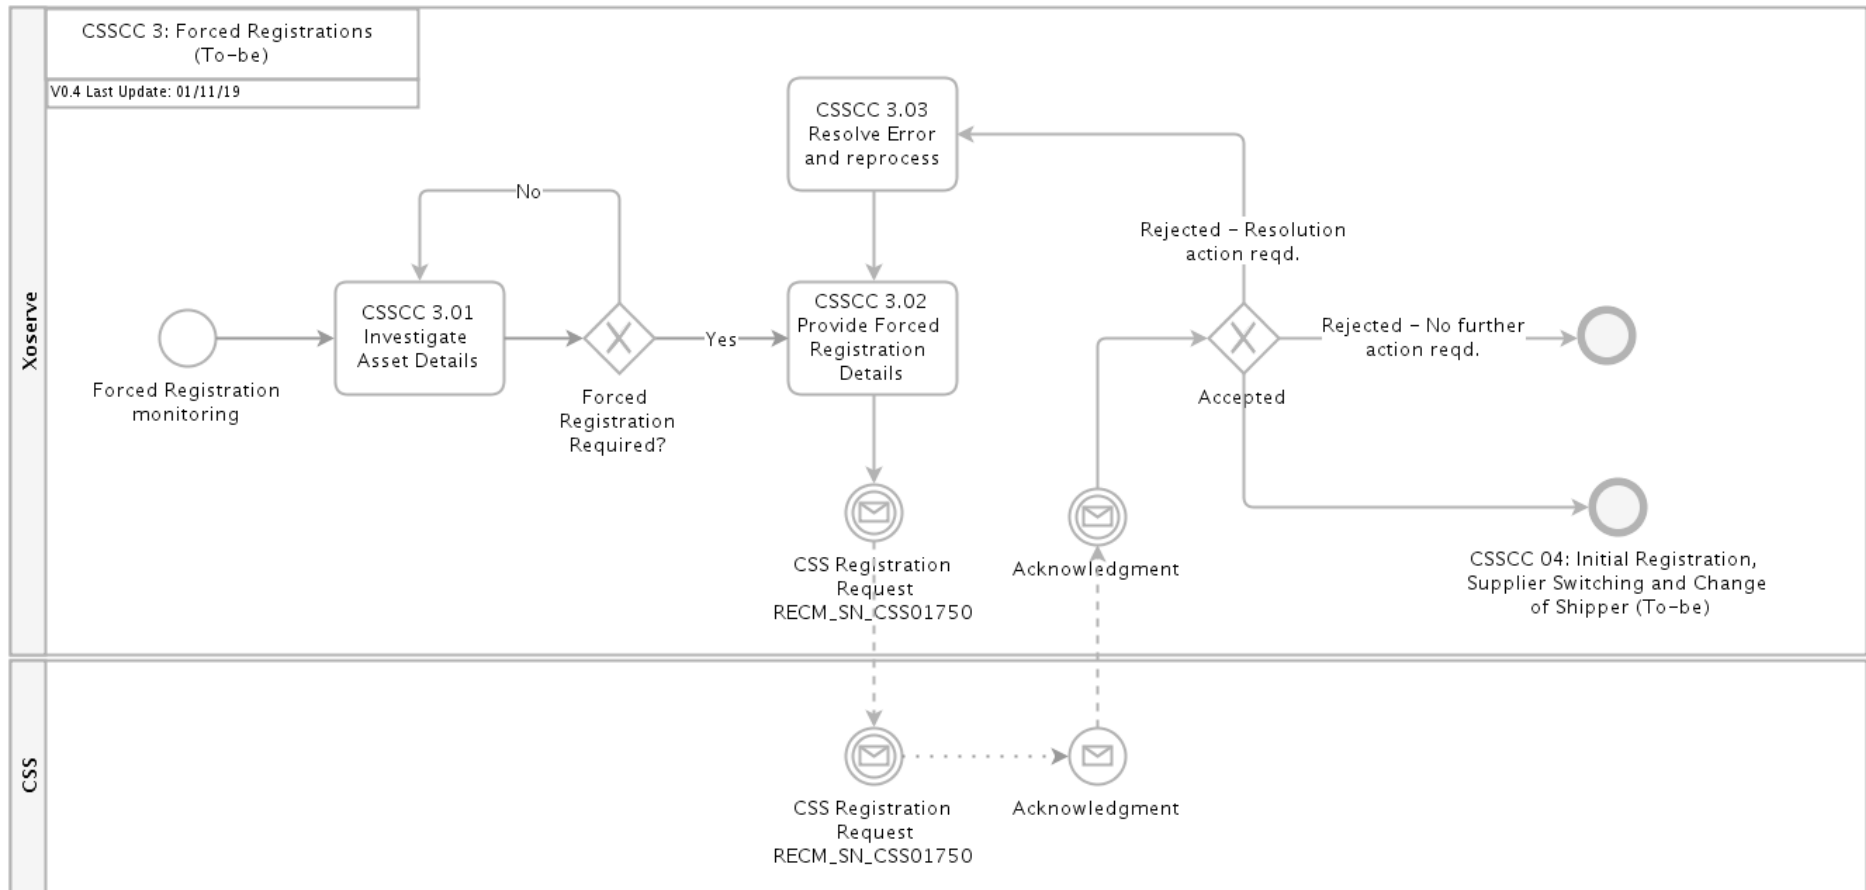 CSSCC 3: Forced Registrations
(To-be)
V0.4 Last Update: 01/11/19
Xoserve
Forced Registration
monitoring
CSSCC 3.01
Investigate
Asset Details
No
Forced
Registration
Required?
Yes
CSSCC 3.03
Resolve Error
and reprocess
CSSCC 3.02
Provide Forced
Registration
Details
CSS Registration
Request
RECM_SN_CSS01750
Acknowledgment
Rejected - Resolution
action reqd.
Rejected - No further
action reqd.
Accepted
CSSCC 04: Initial Registration,
Supplier Switching and Change
of Shipper (To-be)
CSS
CSS Registration
Request
RECM_SN_CSS01750
Acknowledgment